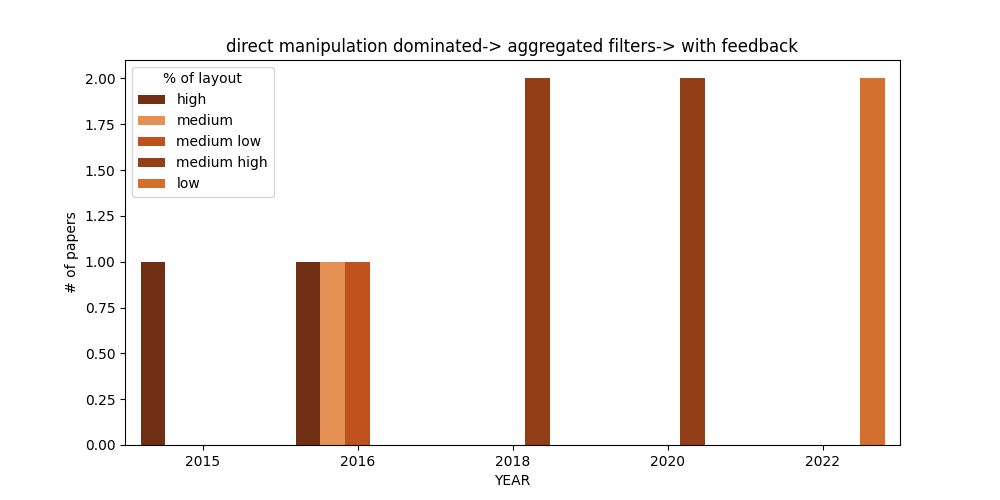 direct manipulation dominated-> aggregated filters-> with feedback
% of layout
high
medium
medium low
medium high
low
# of papers
2.00
1.75
1.50
1.25
1.00
0.75
0.50
0.25
0.00
2015 2016 2018 2020 2022
YEAR